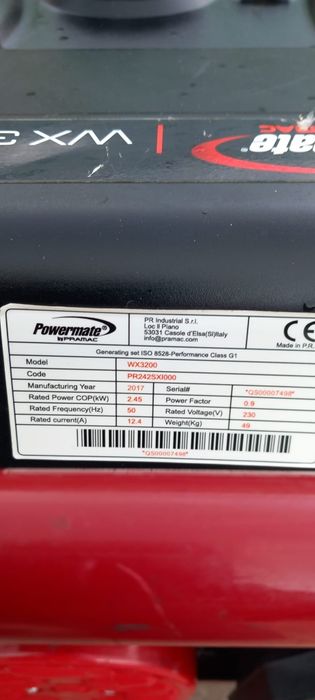 WX 3
mate
Powermate®
by PRAMAC
PR Industrial S.r.l.
Loc Il Piano
53031 Casole d'Elsa(SI)Italy
info@pramac.com
CE
Made in P.R.
Generating set ISO 8528-Performance Class G1
Model WX3200
Code PR242SXI000
Manufacturing Year 2017 Serial# *QS00007498*
Rated Power COP(kW) 2.45 Power Factor 0.9
Rated Frequency(Hz) 50 Rated Voltage(V) 230
Rated current(A) 12.4 Weight(Kg) 49
*QS00007498*